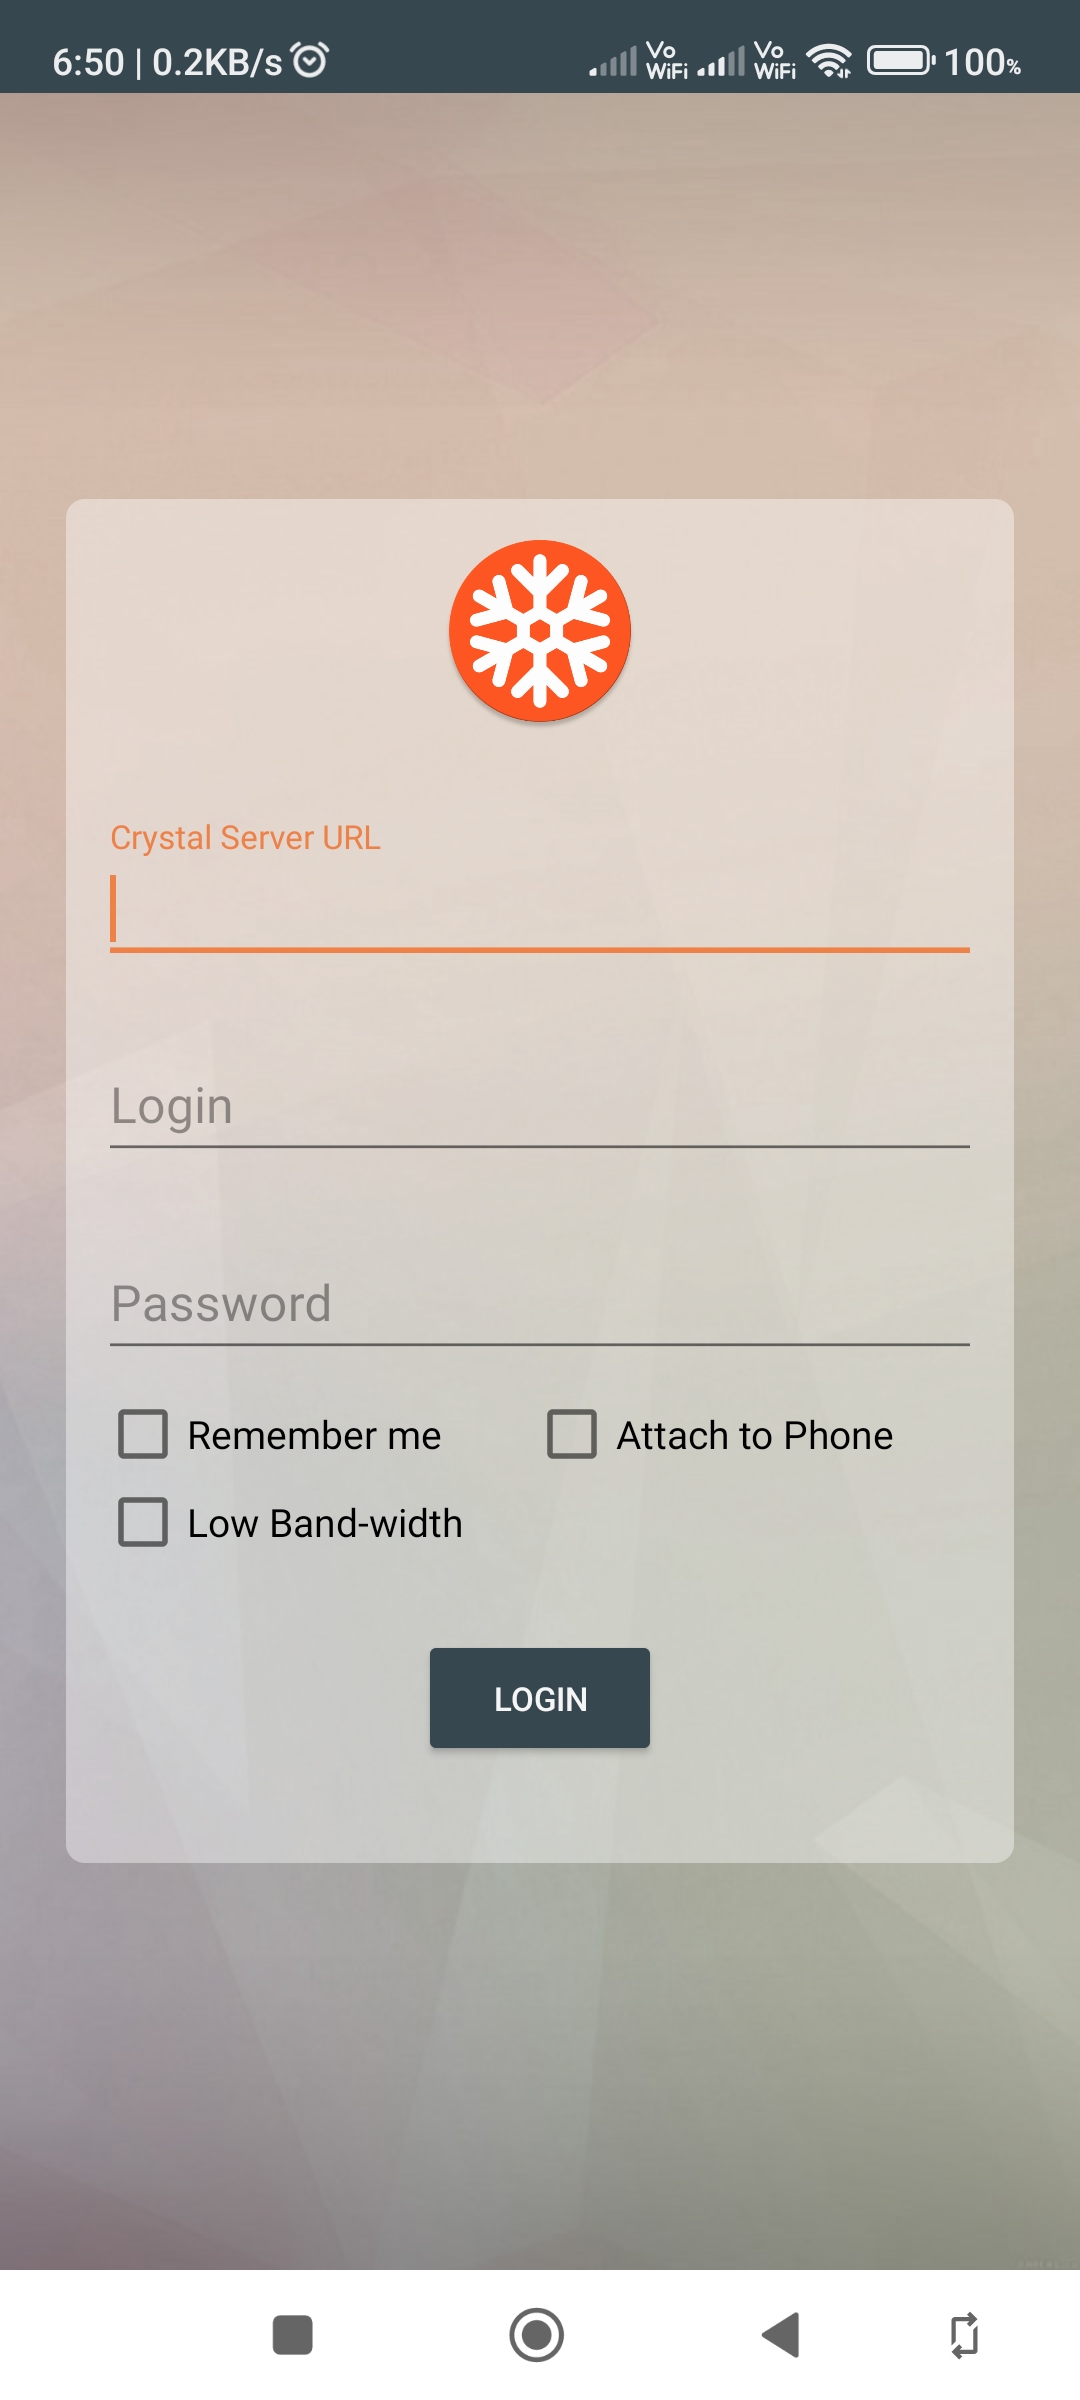 6:50 | 0.2KB/s Vo WiFi Vo WiFi 100%
Crystal Server URL
Login
Password
Remember me Attach to Phone
Low Band-width
LOGIN